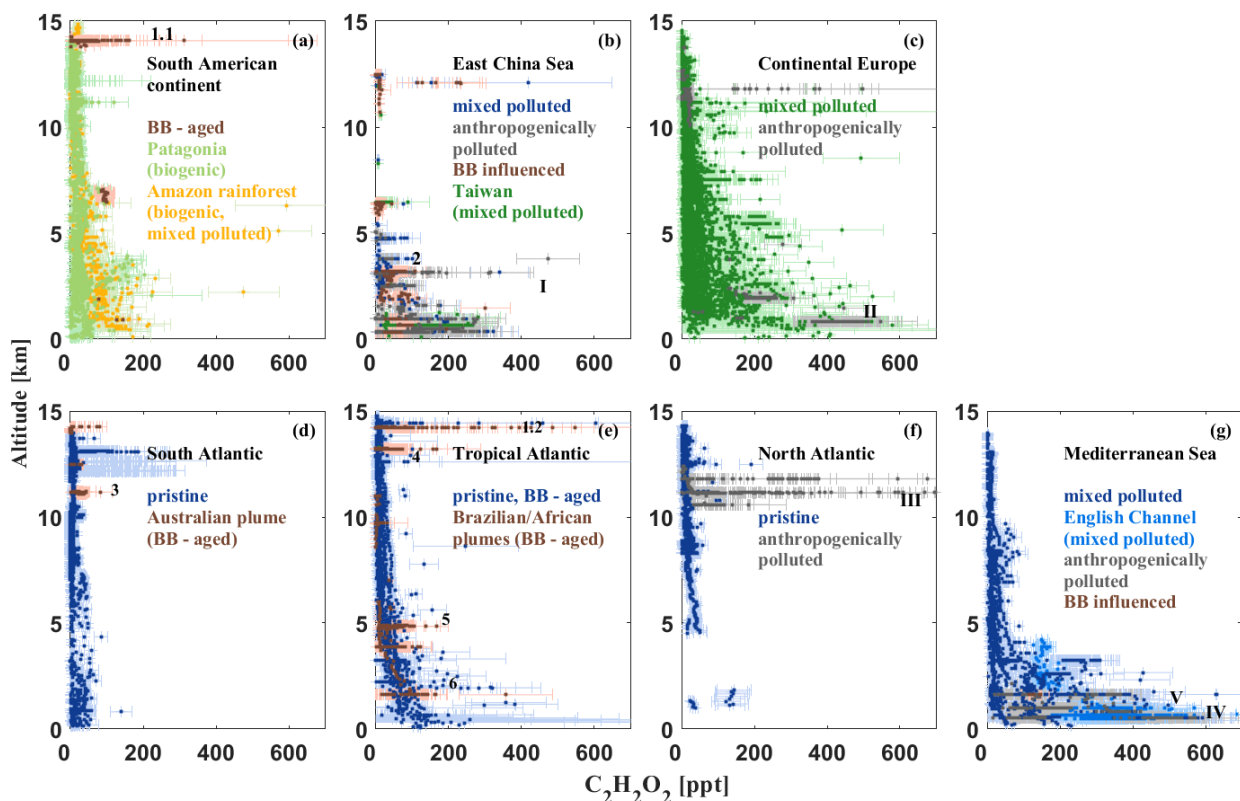 15
10
5
0
0
200
400
600
1.1
(a)
South American
continent
BB - aged
Patagonia
(biogenic)
Amazon rainforest
(biogenic,
mixed polluted)
15
10
5
0
0
200
400
600
(b)
East China Sea
mixed polluted
anthropogenically
polluted
BB influenced
Taiwan
(mixed polluted)
2
I
15
10
5
0
0
200
400
600
(c)
Continental Europe
mixed polluted
anthropogenically
polluted
II
Altitude [km]
15
10
5
0
0
200
400
600
(d)
South Atlantic
3
pristine
Australian plume
(BB - aged)
15
10
5
0
0
200
400
600
1.2
(e)
4
Tropical Atlantic
pristine, BB - aged
Brazilian/African
plumes (BB - aged)
5
6
15
10
5
0
0
200
400
600
(f)
North Atlantic
III
pristine
anthropogenically
polluted
15
10
5
0
0
200
400
600
(g)
Mediterranean Sea
mixed polluted
English Channel
(mixed polluted)
anthropogenically
polluted
BB influenced
V
IV
C₂H₂O₂ [ppt]